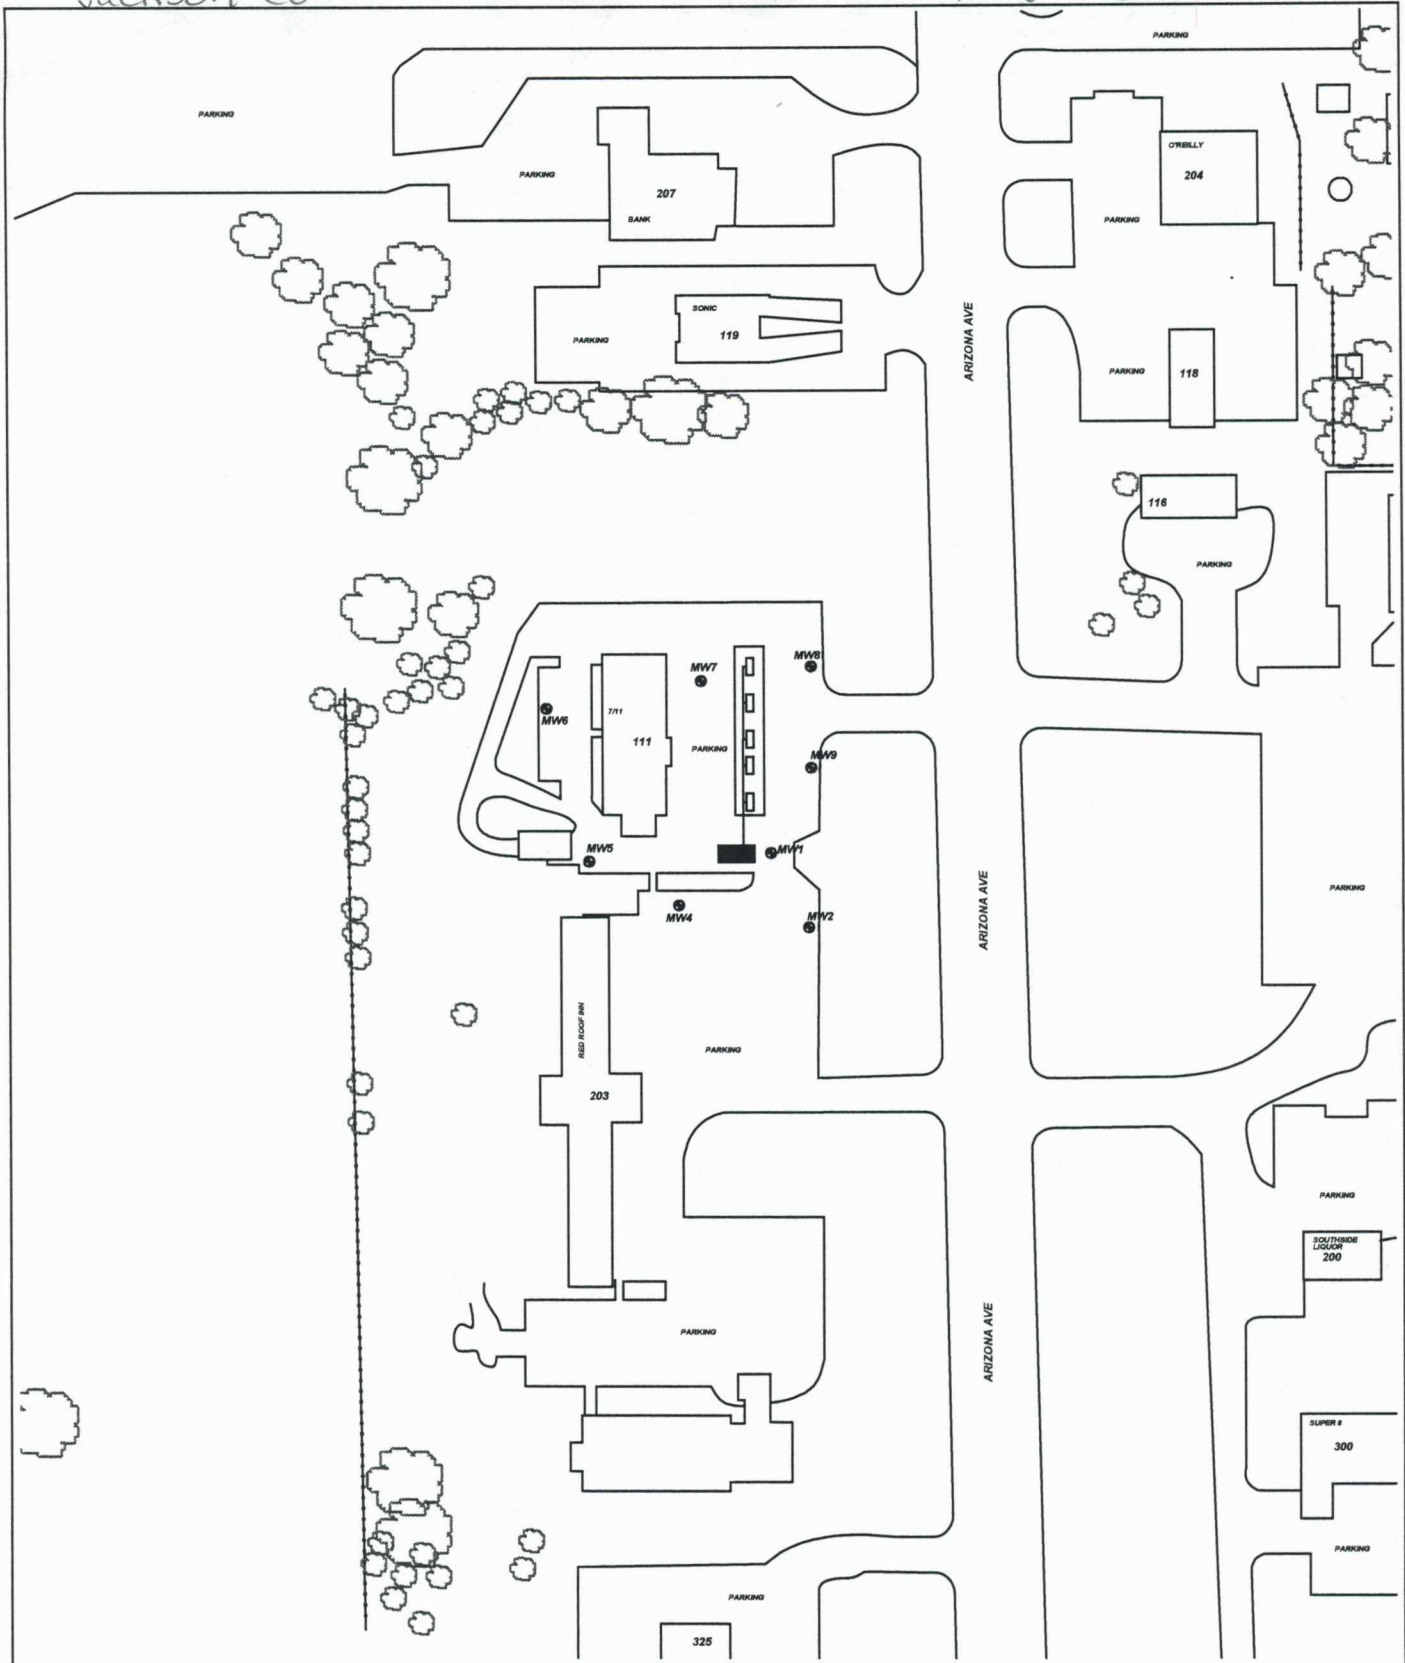 PARKING
PARKING
O'REILLY
204
PARKING
207
BANK
PARKING
SONIC
119
PARKING
ARIZONA AVE
PARKING
118
116
PARKING
MW8
MW7
MW6
7/11
111
PARKING
MW9
MW5
MW1
MW4
MW2
ARIZONA AVE
PARKING
RED ROOF INN
PARKING
203
PARKING
SOUTHSIDE
LIQUOR
200
PARKING
ARIZONA AVE
SUPER 8
300
PARKING
PARKING
325